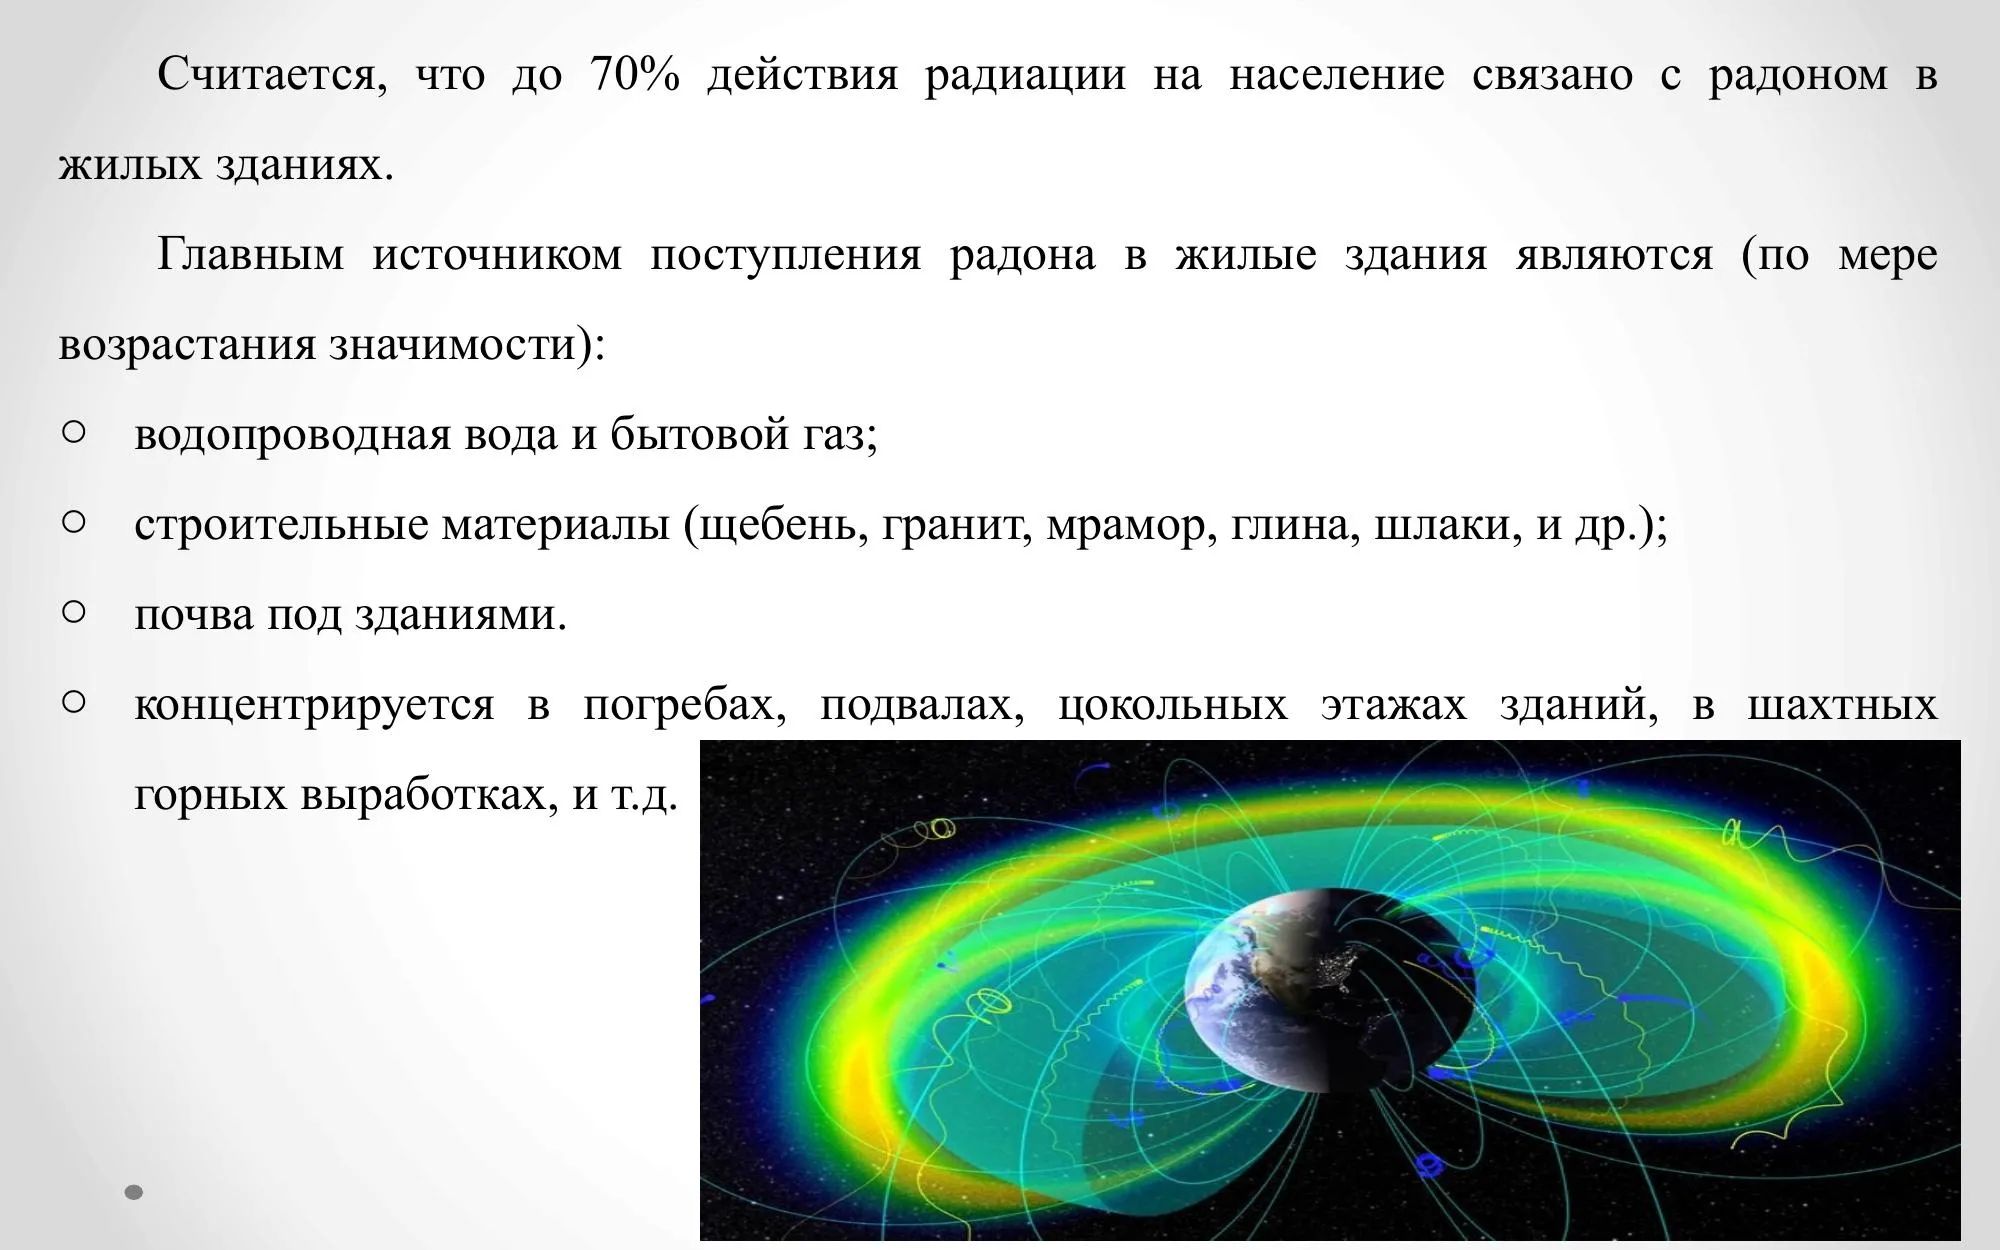 Считается, что до 70% действия радиации на население связано с радоном в
жилых зданиях.
Главным источником поступления радона в жилые здания являются (по мере
возрастания значимости):
○ водопроводная вода и бытовой газ;
○ строительные материалы (щебень, гранит, мрамор, глина, шлаки, и др.);
○ почва под зданиями.
○ концентрируется в погребах, подвалах, цокольных этажах зданий, в шахтных
горных выработках, и т.д.